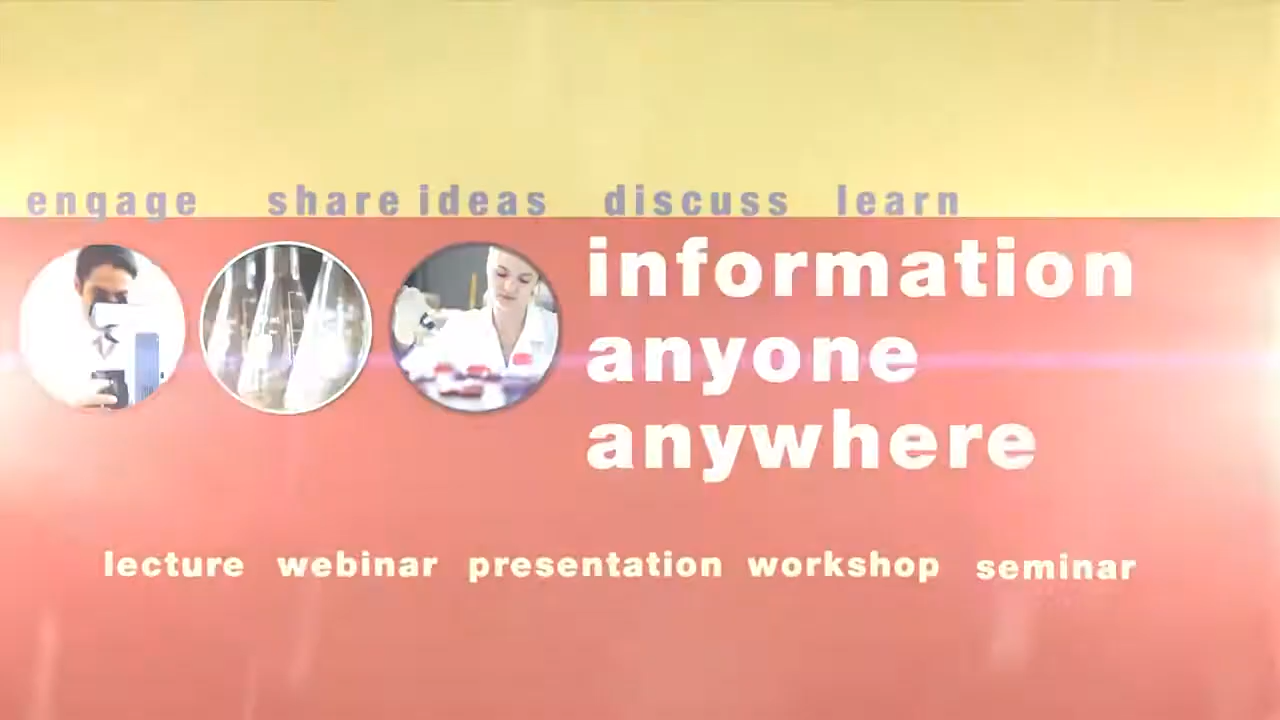 engage share ideas discuss learn
information
anyone
anywhere
lecture webinar presentation workshop seminar